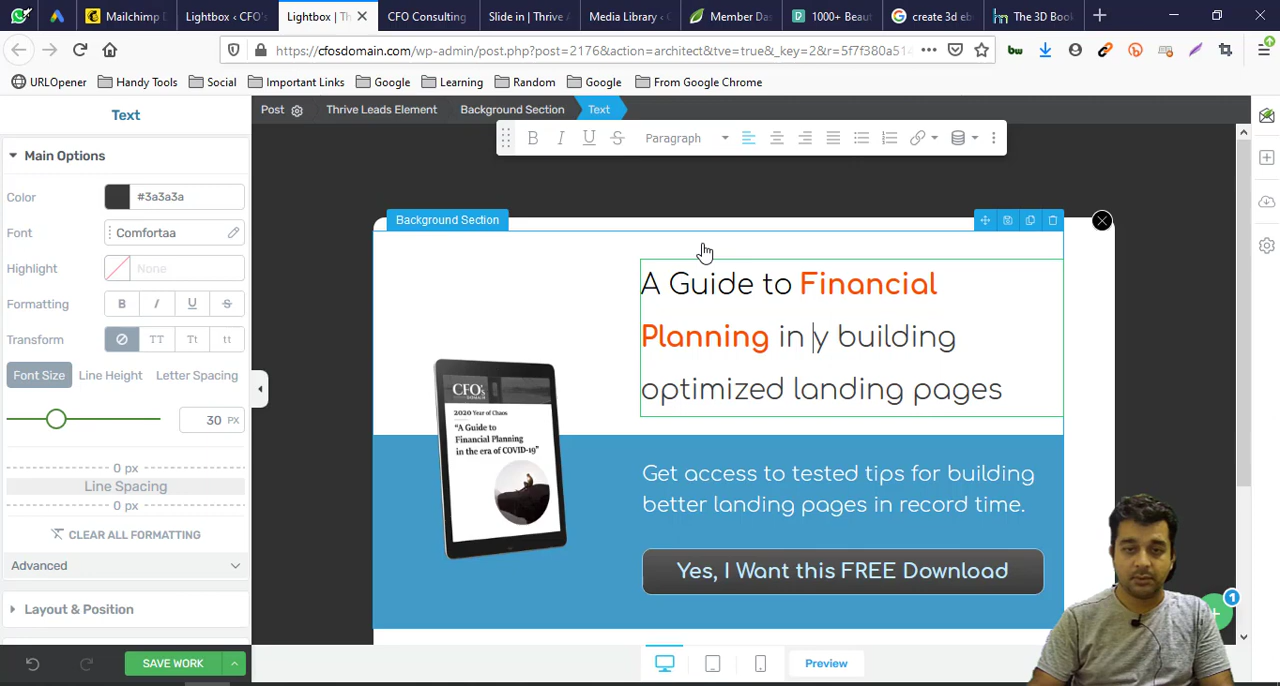 Mailchimp
Lightbox ‹ CFO's
Lightbox | Th
CFO Consulting
Slide in | Thrive A
Media Library ‹ C
Member Das
1000+ Beau
create 3d eb
The 3D Boo
https://cfosdomain.com/wp-admin/post.php?post=2176&action=architect&tve=true&_key=2&r=5f7f380a51
URLOpener
Handy Tools
Social
Important Links
Google
Learning
Random
Google
From Google Chrome
Text
Post
Thrive Leads Element
Background Section
Text
Main Options
Paragraph
Color
#3a3a3a
Font
Comfortaa
Highlight
None
Formatting
B I U S
Transform
TT Tt tt
Font Size
Line Height
Letter Spacing
30 PX
0 px
Line Spacing
0 px
CLEAR ALL FORMATTING
Advanced
Layout & Position
SAVE WORK
Background Section
A Guide to Financial
Planning in y building
optimized landing pages
CFO's
2020 Year of Chaos
"A Guide to
Financial Planning
in the era of COVID-19"
Get access to tested tips for building
better landing pages in record time.
Yes, I Want this FREE Download
1
Preview